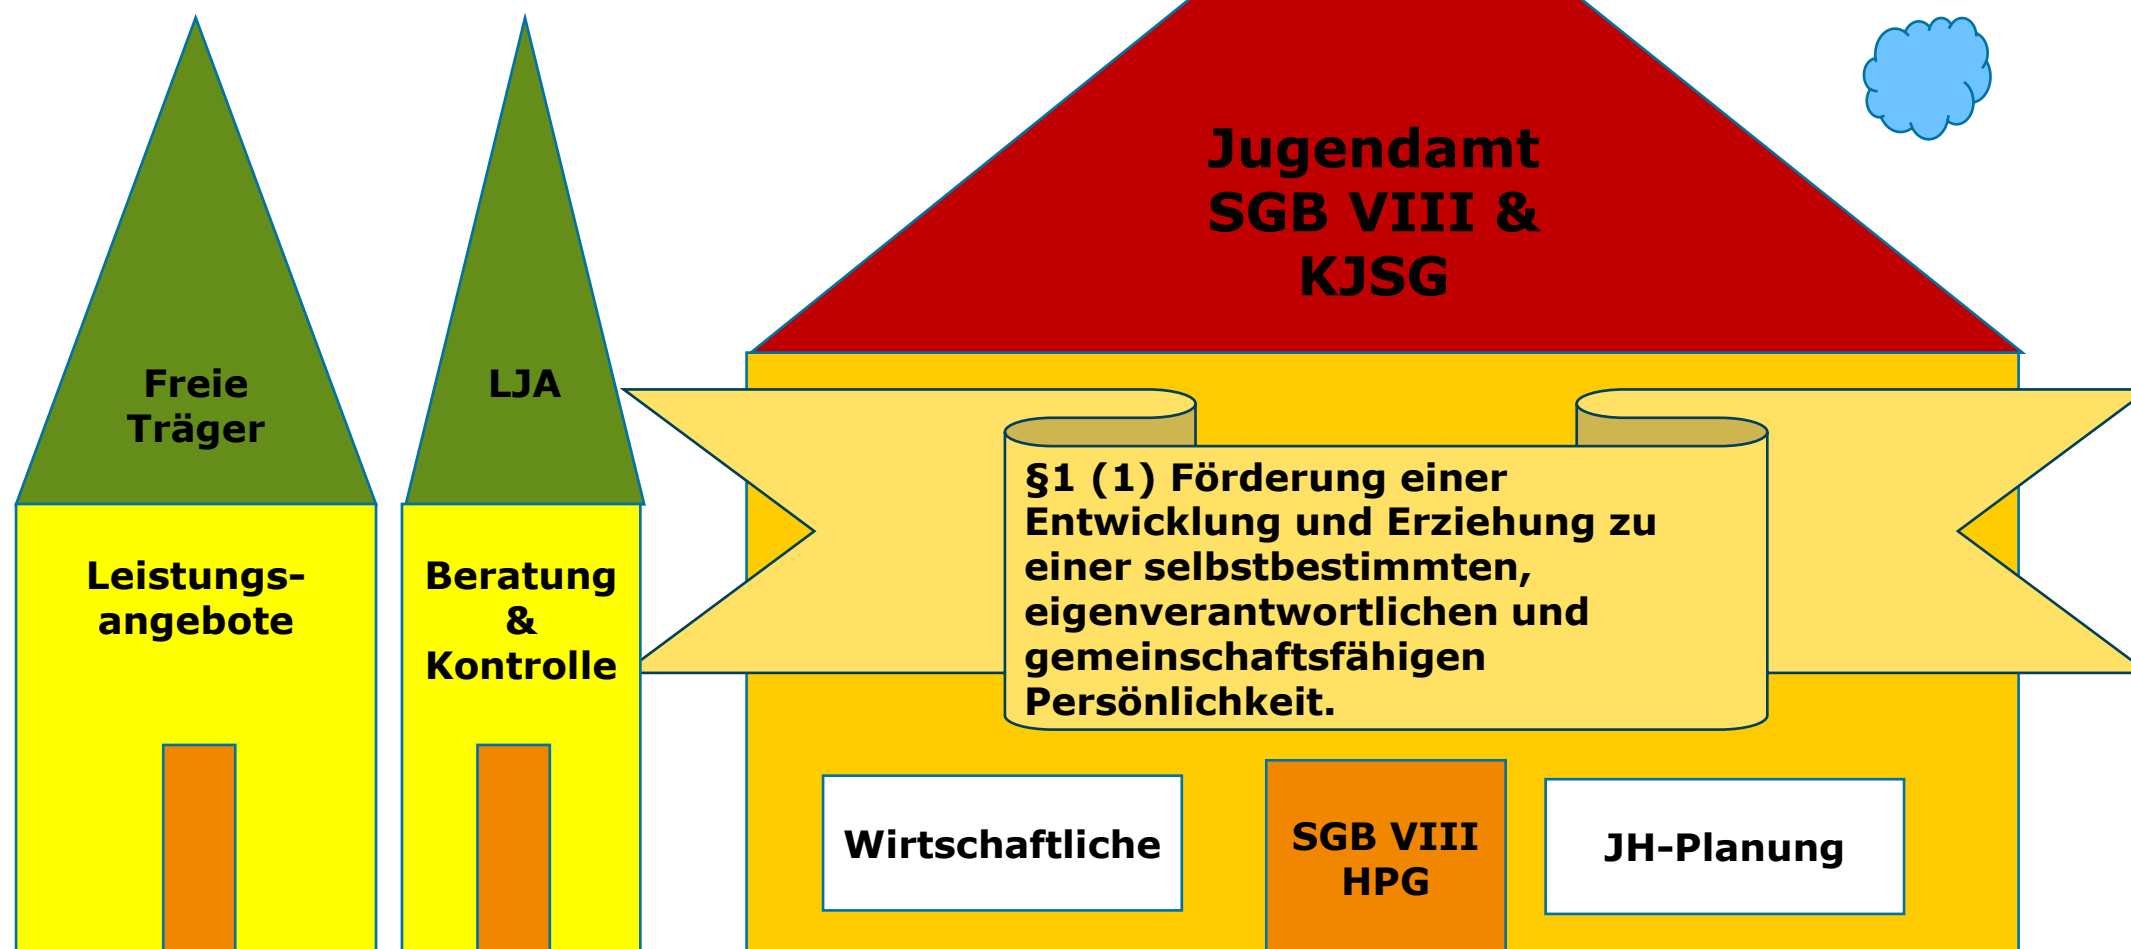 Jugendamt
SGB VIII &
KJSG
Freie
Träger
LJA
§1 (1) Förderung einer
Entwicklung und Erziehung zu
einer selbstbestimmten,
eigenverantwortlichen und
gemeinschaftsfähigen
Persönlichkeit.
Leistungs-
angebote
Beratung
&
Kontrolle
Wirtschaftliche
SGB VIII
HPG
JH-Planung